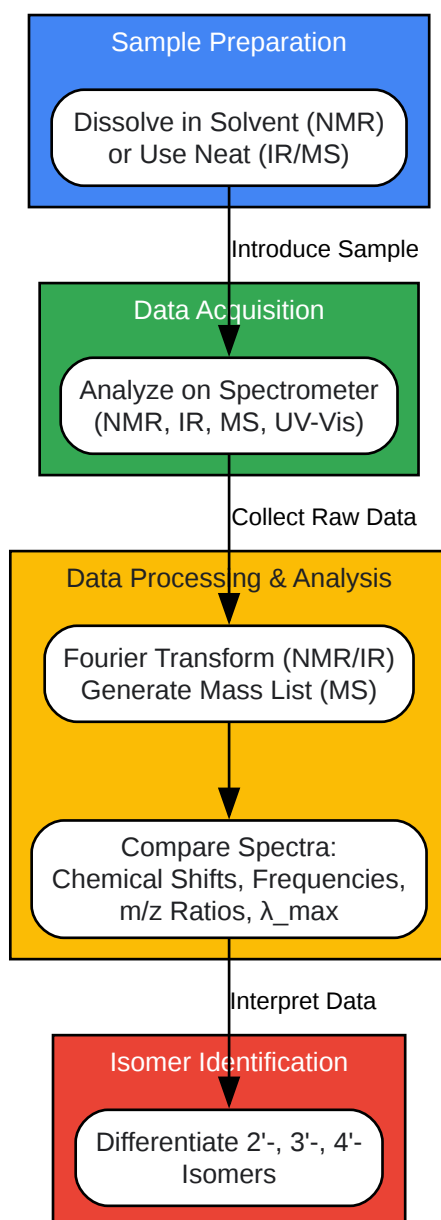 Sample Preparation
Dissolve in Solvent (NMR)
or Use Neat (IR/MS)
Introduce Sample
Data Acquisition
Analyze on Spectrometer
(NMR, IR, MS, UV-Vis)
Collect Raw Data
Data Processing & Analysis
Fourier Transform (NMR/IR)
Generate Mass List (MS)
Compare Spectra:
Chemical Shifts, Frequencies,
m/z Ratios, λ_max
Interpret Data
Isomer Identification
Differentiate 2'-, 3'-, 4'-
Isomers